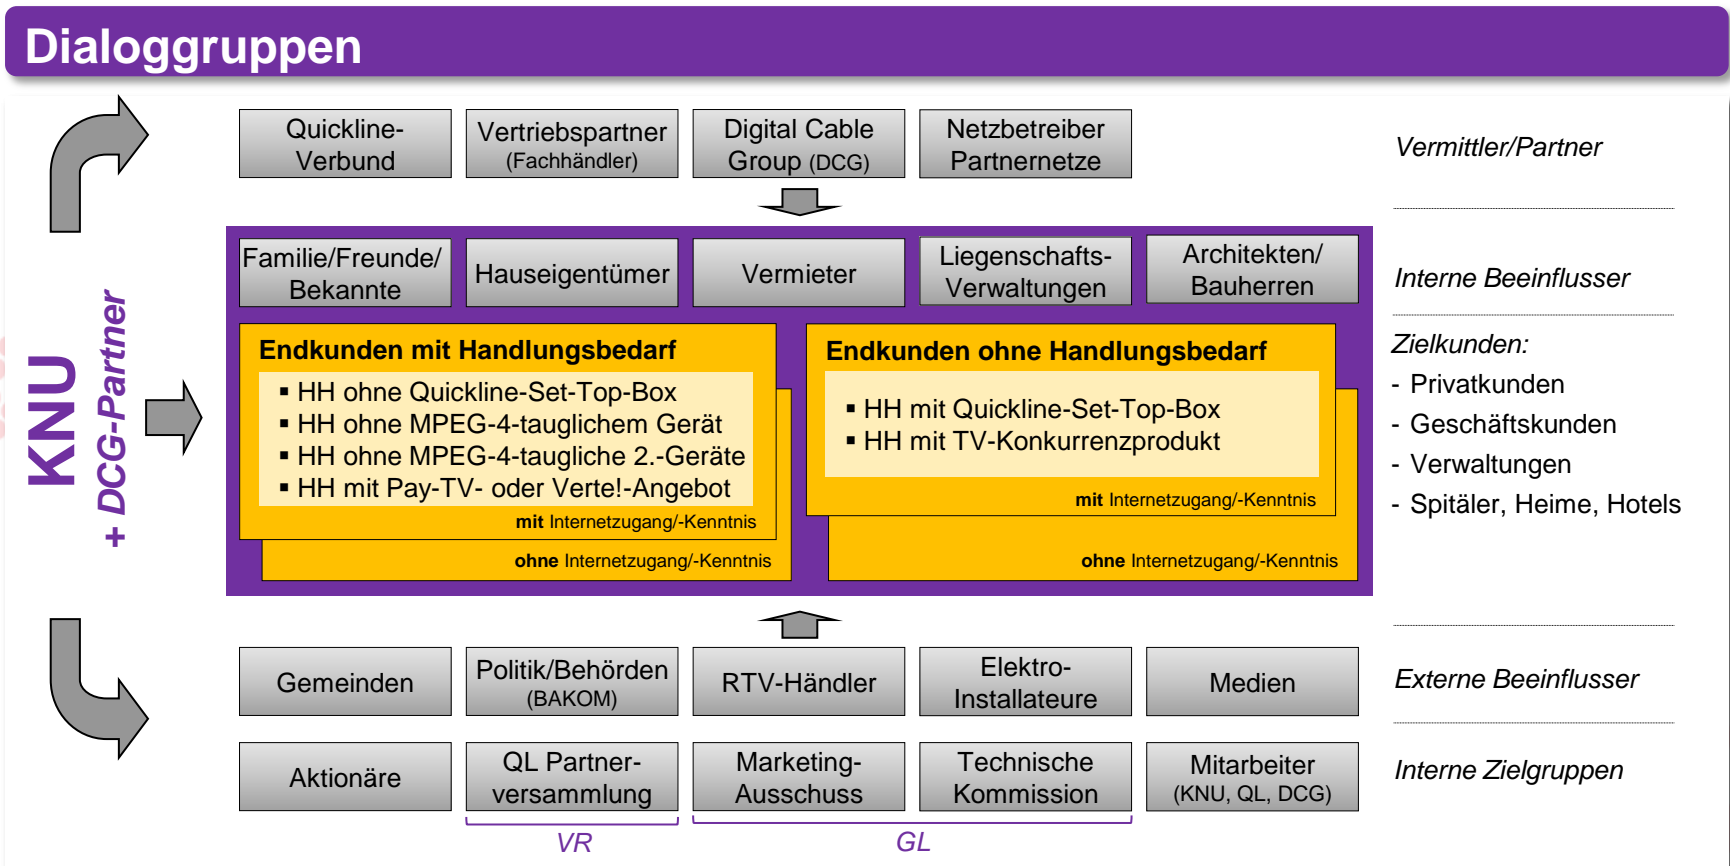 Dialoggruppen
KNU
+ DCG-Partner
Quickline-
Verbund
Vertriebspartner
(Fachhändler)
Digital Cable
Group (DCG)
Netzbetreiber
Partnernetze
Vermittler/Partner
Familie/Freunde/
Bekannte
Hauseigentümer
Vermieter
Liegenschafts-
Verwaltungen
Architekten/
Bauherren
Interne Beeinflusser
Endkunden mit Handlungsbedarf
▪ HH ohne Quickline-Set-Top-Box
▪ HH ohne MPEG-4-tauglichem Gerät
▪ HH ohne MPEG-4-taugliche 2.-Geräte
▪ HH mit Pay-TV- oder Verte!-Angebot
mit Internetzugang/-Kenntnis
ohne Internetzugang/-Kenntnis
Endkunden ohne Handlungsbedarf
▪ HH mit Quickline-Set-Top-Box
▪ HH mit TV-Konkurrenzprodukt
mit Internetzugang/-Kenntnis
ohne Internetzugang/-Kenntnis
Zielkunden:
- Privatkunden
- Geschäftskunden
- Verwaltungen
- Spitäler, Heime, Hotels
Gemeinden
Politik/Behörden
(BAKOM)
RTV-Händler
Elektro-
Installateure
Medien
Externe Beeinflusser
Aktionäre
QL Partner-
versammlung
Marketing-
Ausschuss
Technische
Kommission
Mitarbeiter
(KNU, QL, DCG)
Interne Zielgruppen
VR
GL